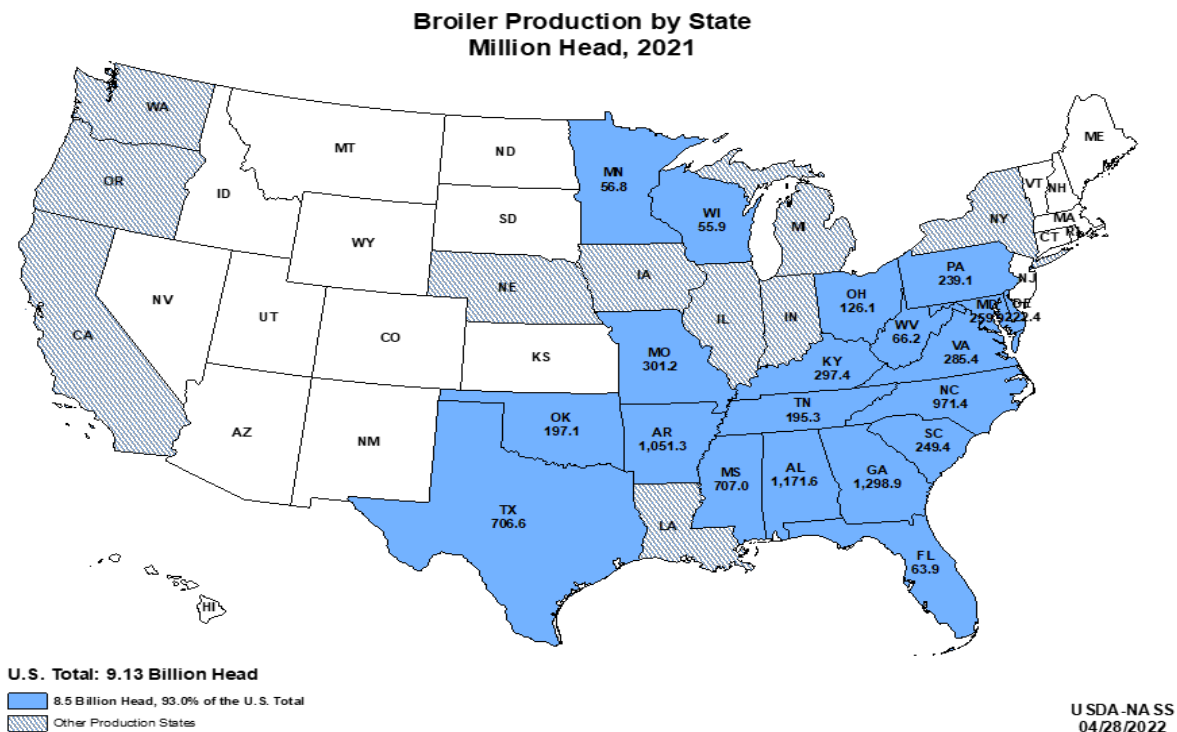 Broiler Production by State
Million Head, 2021
WA
OR
CA
ID
NV
MT
WY
UT
AZ
CO
NM
ND
SD
NE
KS
OK
197.1
TX
706.6
MN
56.8
IA
MO
301.2
AR
1,051.3
LA
WI
55.9
IL
MI
IN
OH
126.1
KY
297.4
TN
195.3
MS
707.0
AL
1,171.6
GA
1,298.9
FL
63.9
SC
249.4
NC
971.4
VA
285.4
WV
66.2
PA
239.1
MD
DE
222.4
NJ
NY
CT
RI
MA
VT
NH
ME
HI
U.S. Total: 9.13 Billion Head
8.5 Billion Head, 93.0% of the U.S. Total
Other Production States
USDA-NASS
04/28/2022